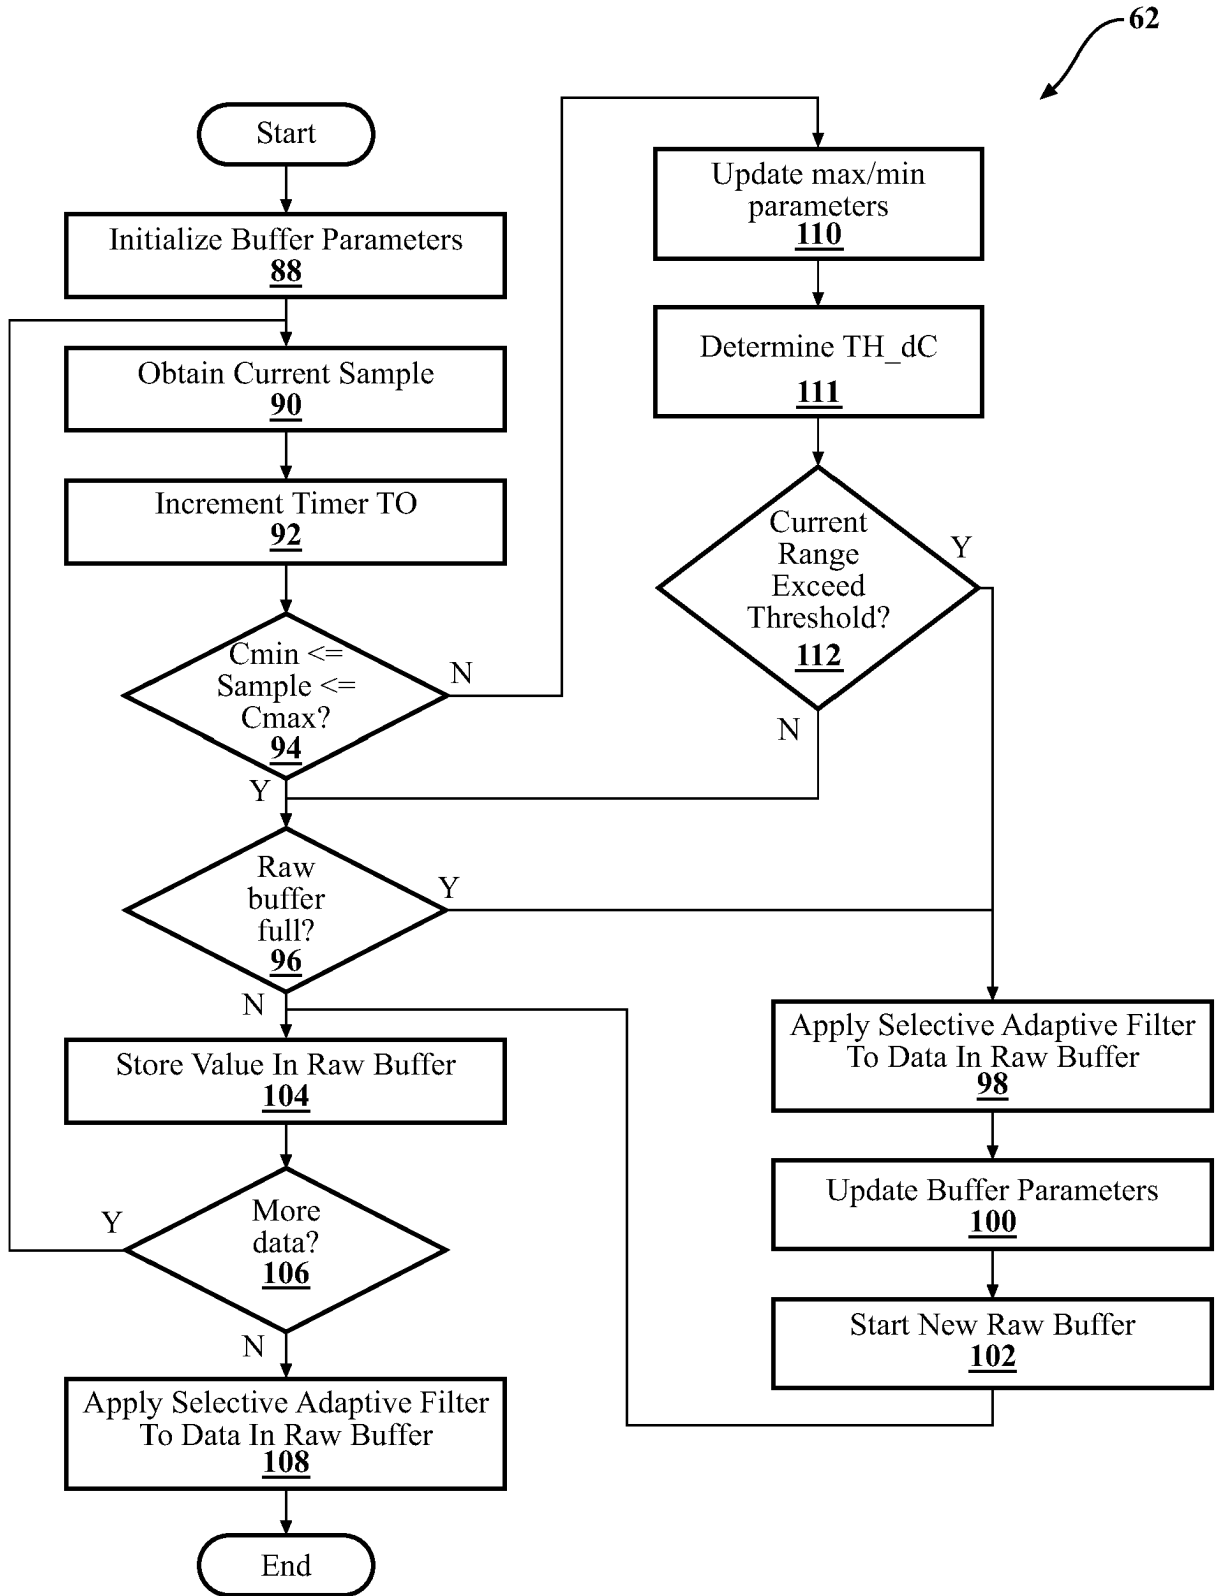 62
Start
Initialize Buffer Parameters
88
Obtain Current Sample
90
Increment Timer TO
92
Cmin <=
Sample <=
Cmax?
94
N
Y
Raw
buffer
full?
96
Y
N
Store Value In Raw Buffer
104
More
data?
106
Y
N
Apply Selective Adaptive Filter
To Data In Raw Buffer
108
End
Update max/min
parameters
110
Determine TH_dC
111
Current
Range
Exceed
Threshold?
112
Y
N
Apply Selective Adaptive Filter
To Data In Raw Buffer
98
Update Buffer Parameters
100
Start New Raw Buffer
102